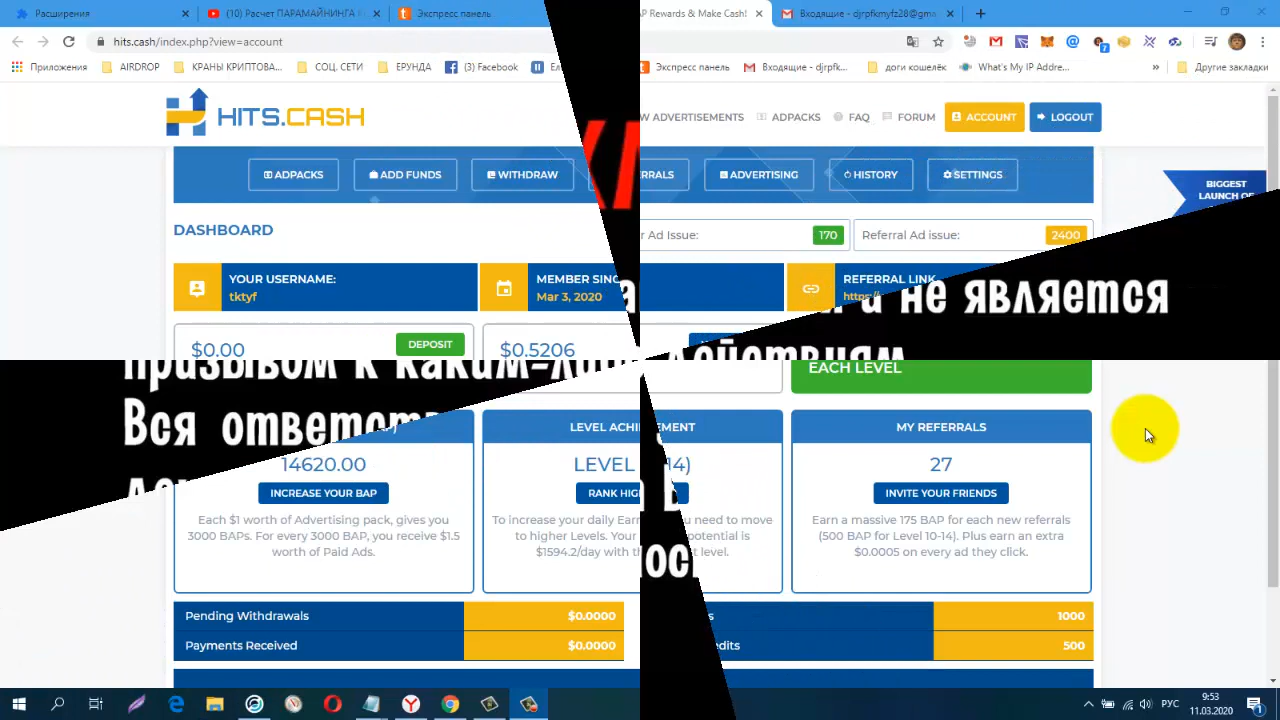 Расширения
(10) Расчет ПАРАМАЙНИНГА
Экспресс
AP Rewards & Make Cash!
Входящие - djrpfkmyfz28@gma
hits.cash/index.php?view=account
Приложения
AIRDROP
КРАНЫ КРИПТОВА...
СОЦ. СЕТИ
ЕРУНДА
(3) Facebook
Экспресс панель
Входящие - djrpfk...
доги кошелёк
What's My IP Addre...
»
Другие закладки
HITS.CASH
W ADVERTISEMENTS
ADPACKS
FAQ
FORUM
ACCOUNT
LOGOUT
ADPACKS
ADD FUNDS
WITHDRAW
RRALS
ADVERTISING
HISTORY
SETTINGS
BIGGEST
LAUNCH OF
DASHBOARD
r Ad Issue:
170
Referral Ad issue:
2400
YOUR USERNAME:
tktyf
MEMBER SINC
Mar 3, 2020
REFERRAL LINK
https:/
и не является
$0.00
DEPOSIT
$0.5206
действиям
призывом к каким-л
EACH LEVEL
Вся ответст
LEVEL ACHI EMENT
MY REFERRALS
14620.00
LEVEL 14)
27
INCREASE YOUR BAP
RANK HIG
INVITE YOUR FRIENDS
Each $1 worth of Advertising pack, gives you
3000 BAPs. For every 3000 BAP, you receive $1.5
worth of Paid Ads.
To increase your daily Earn u need to move
to higher Levels. Your potential is
$1594.2/day with th t level.
Earn a massive 175 BAP for each new referrals
(500 BAP for Level 10-14). Plus earn an extra
$0.0005 on every ad they click.
Pending Withdrawals
$0.0000
s
1000
Payments Received
$0.0000
edits
500
РУС
9:53
11.03.2020